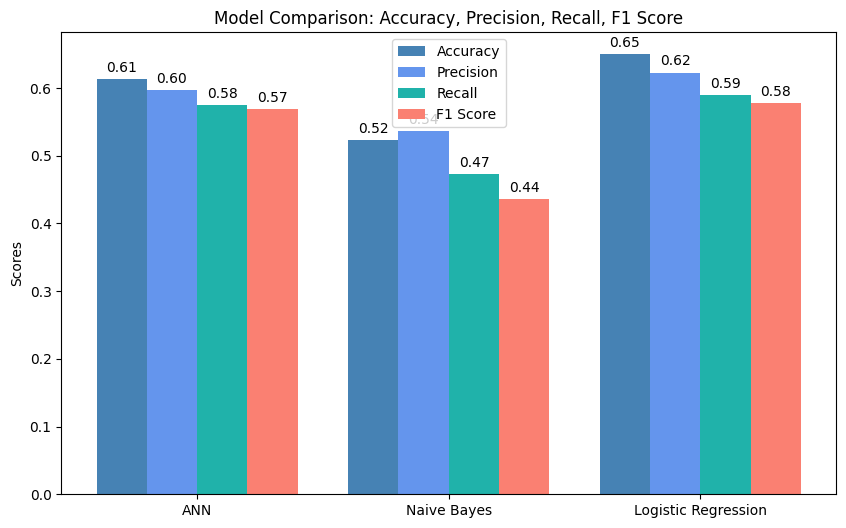 Model Comparison: Accuracy, Precision, Recall, F1 Score
Accuracy
Precision
Recall
F1 Score
0.61
0.60
0.58
0.57
0.52
0.54
0.47
0.44
0.65
0.62
0.59
0.58
Scores
0.6
0.5
0.4
0.3
0.2
0.1
0.0
ANN
Naive Bayes
Logistic Regression